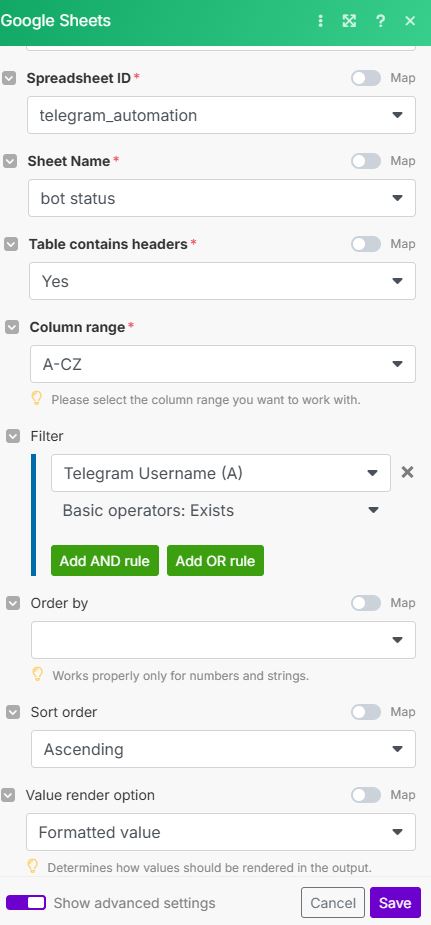 Google Sheets
Spreadsheet ID* Map
telegram_automation
Sheet Name* Map
bot status
Table contains headers* Map
Yes
Column range*
A-CZ
Please select the column range you want to work with.
Filter
Telegram Username (A)
Basic operators: Exists
Add AND rule Add OR rule
Order by Map
Works properly only for numbers and strings.
Sort order Map
Ascending
Value render option Map
Formatted value
Determines how values should be rendered in the output.
Show advanced settings Cancel Save